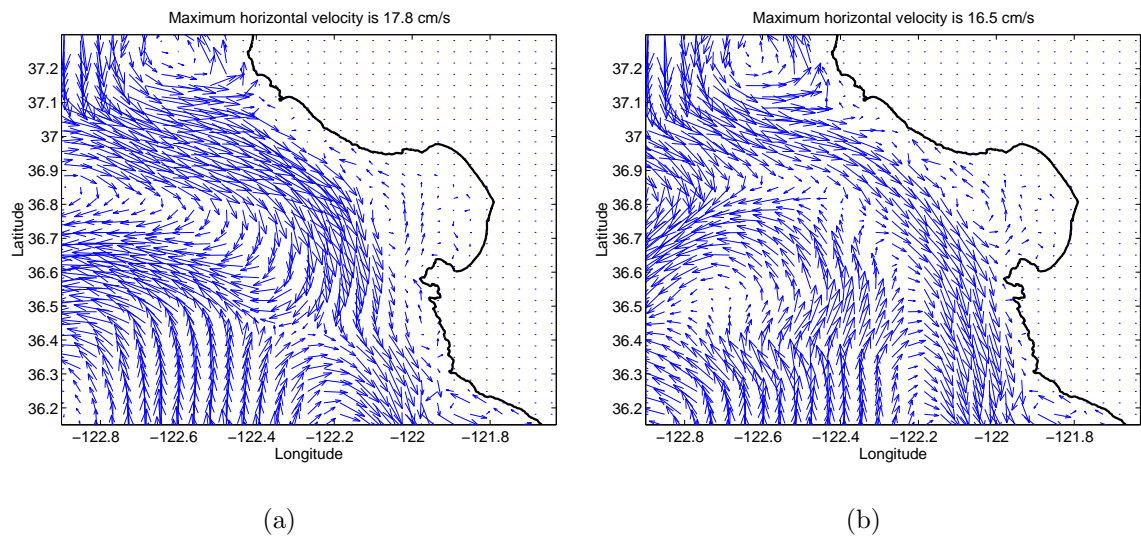 Maximum horizontal velocity is 17.8 cm/s
37.2
37.1
37
36.9
36.8
36.7
36.6
36.5
36.4
36.3
36.2
Latitude
−122.8 −122.6 −122.4 −122.2 −122 −121.8
Longitude
(a)
Maximum horizontal velocity is 16.5 cm/s
37.2
37.1
37
36.9
36.8
36.7
36.6
36.5
36.4
36.3
36.2
Latitude
−122.8 −122.6 −122.4 −122.2 −122 −121.8
Longitude
(b)